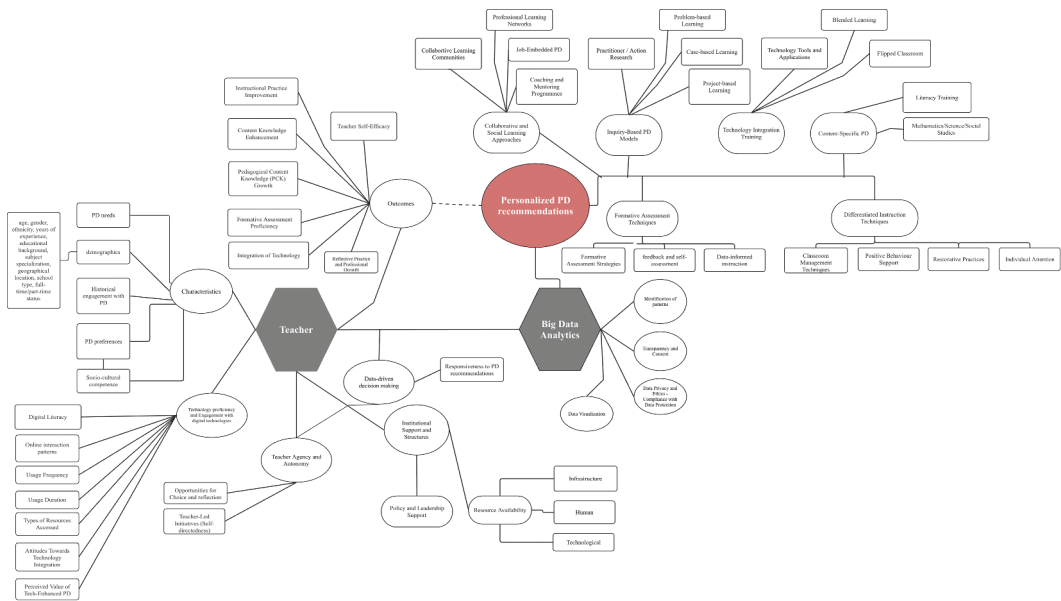 Professional Learning
Networks
Problem-based
Learning
Blended Learning
Collabortive Learning
Communities
Job-Embedded PD
Practitioner / Action
Research
Case-based Learning
Technology Tools and
Applications
Flipped Classroom
Coaching and
Mentoring
Programmes
Project-based
Learning
Instructional Practice
Improvement
Literacy Training
Content Knowledge
Enhancement
Teacher Self-Efficacy
Collaborative and
Social Learning
Approaches
Inquiry-Based PD
Models
Technology Integration
Training
Content-Specific PD
Mathematics/Science/Social
Studies
Pedagogical Content
Knowledge (PCK)
Growth
Outcomes
Personalized PD
recommendations
Formative Assessment
Techniques
Differentiated Instruction
Techniques
Formative Assessment
Proficiency
Integration of Technology
Reflective Practice
and Professional
Growth
Formative
Assessment Strategies
feedback and self-
assessment
Data-informed
instruction
Classroom
Management
Techniques
Positive Behaviour
Support
Restorative Practices
Individual Attention
age, gender,
ethnicity, years of
experience,
educational
background,
subject
specialization,
geographical
location, school
type, full-
time/part-time
status
PD needs
demographics
Historical
engagement with
PD
PD preferences
Socio-cultural
competence
Characteristics
Teacher
Big Data
Analytics
Identification of
patterns
Transparency and
Consent
Data Privacy and
Ethics -
Compliance with
Data Protection
Data Visualization
Data-driven
decision making
Responsiveness to PD
recommendations
Technology proficiency
and Engagement with
digital technologies
Institutional
Support and
Structures
Teacher Agency and
Autonomy
Digital Literacy
Online interaction
patterns
Usage Frequency
Usage Duration
Types of Resources
Accessed
Attitudes Towards
Technology
Integration
Perceived Value of
Tech-Enhanced PD
Opportunities for
Choice and reflection
Teacher-Led
Initiatives (Self-
directedness)
Policy and Leadership
Support
Resource Availability
Infrastructure
Human
Technological